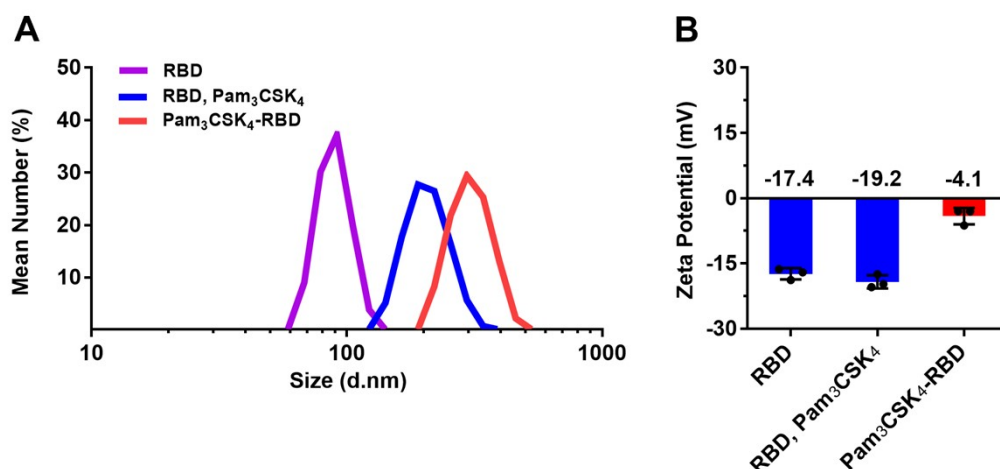 A
RBD
RBD, Pam₃CSK₄
Pam₃CSK₄-RBD
50
40
30
20
10
Mean Number (%)
10 100 1000
Size (d.nm)
B
30
15
0
-15
-30
Zeta Potential (mV)
-17.4 -19.2 -4.1
RBD
RBD, Pam₃CSK₄
Pam₃CSK₄-RBD